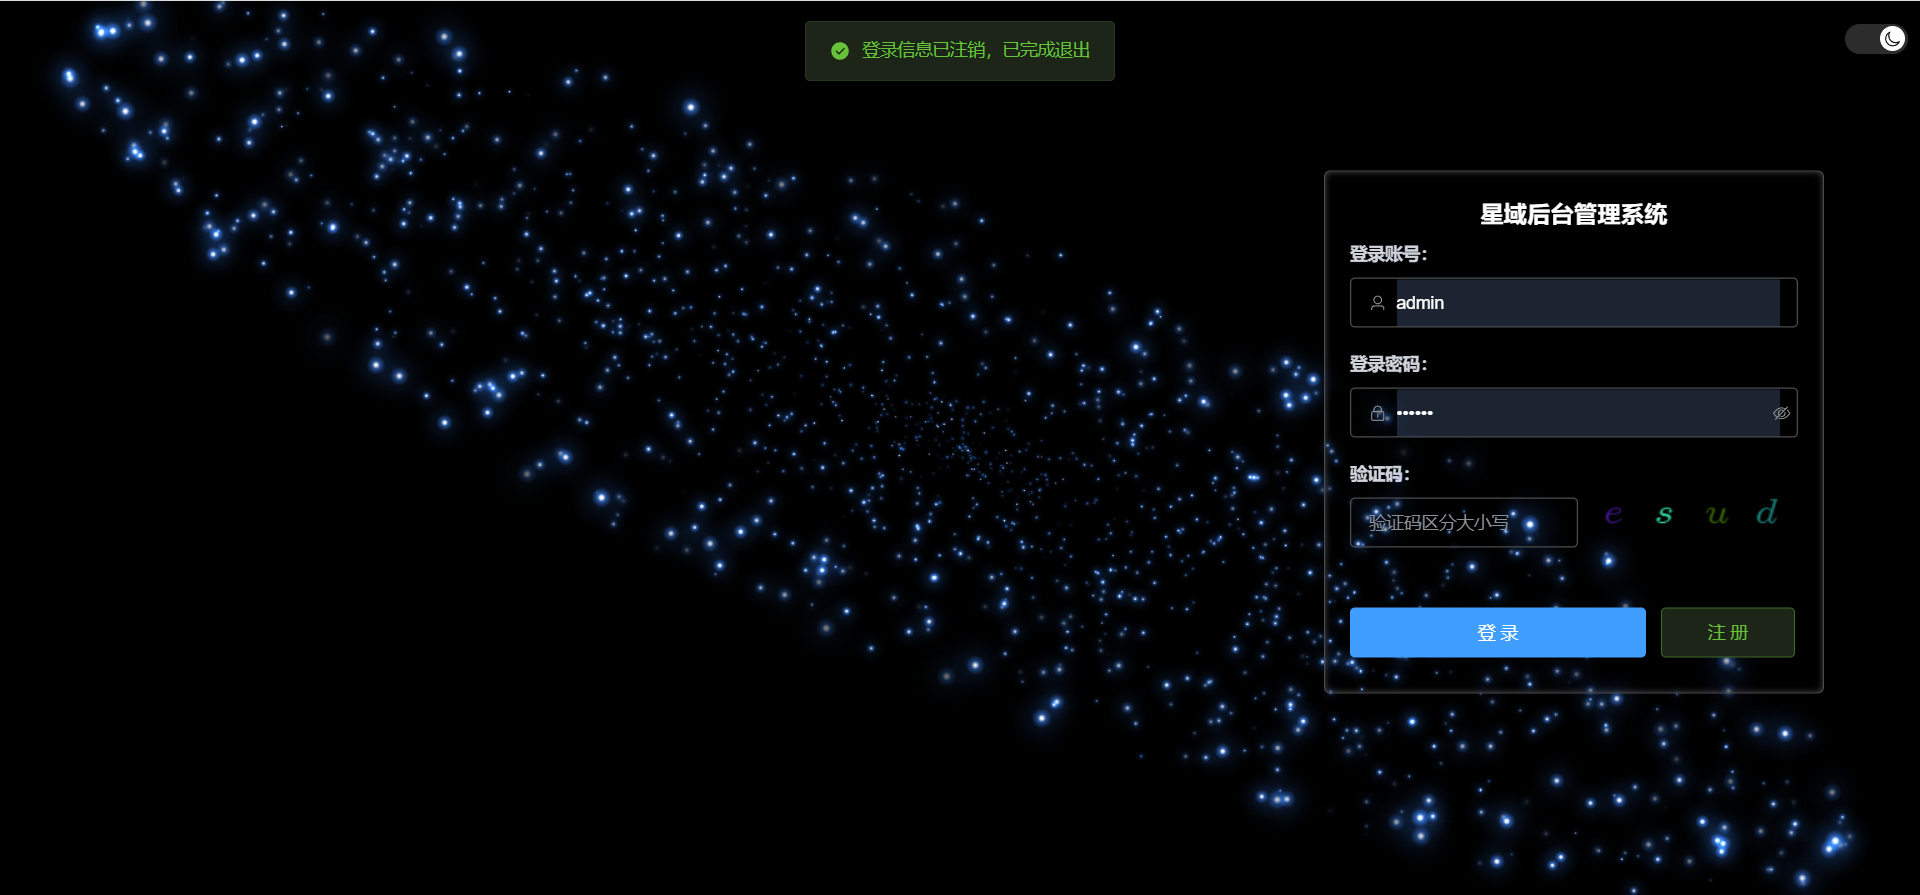 登录信息已注销，已完成退出
星域后台管理系统
登录账号：
admin
登录密码：
••••••
验证码：
验证码区分大小写
e s u d
登录 注册